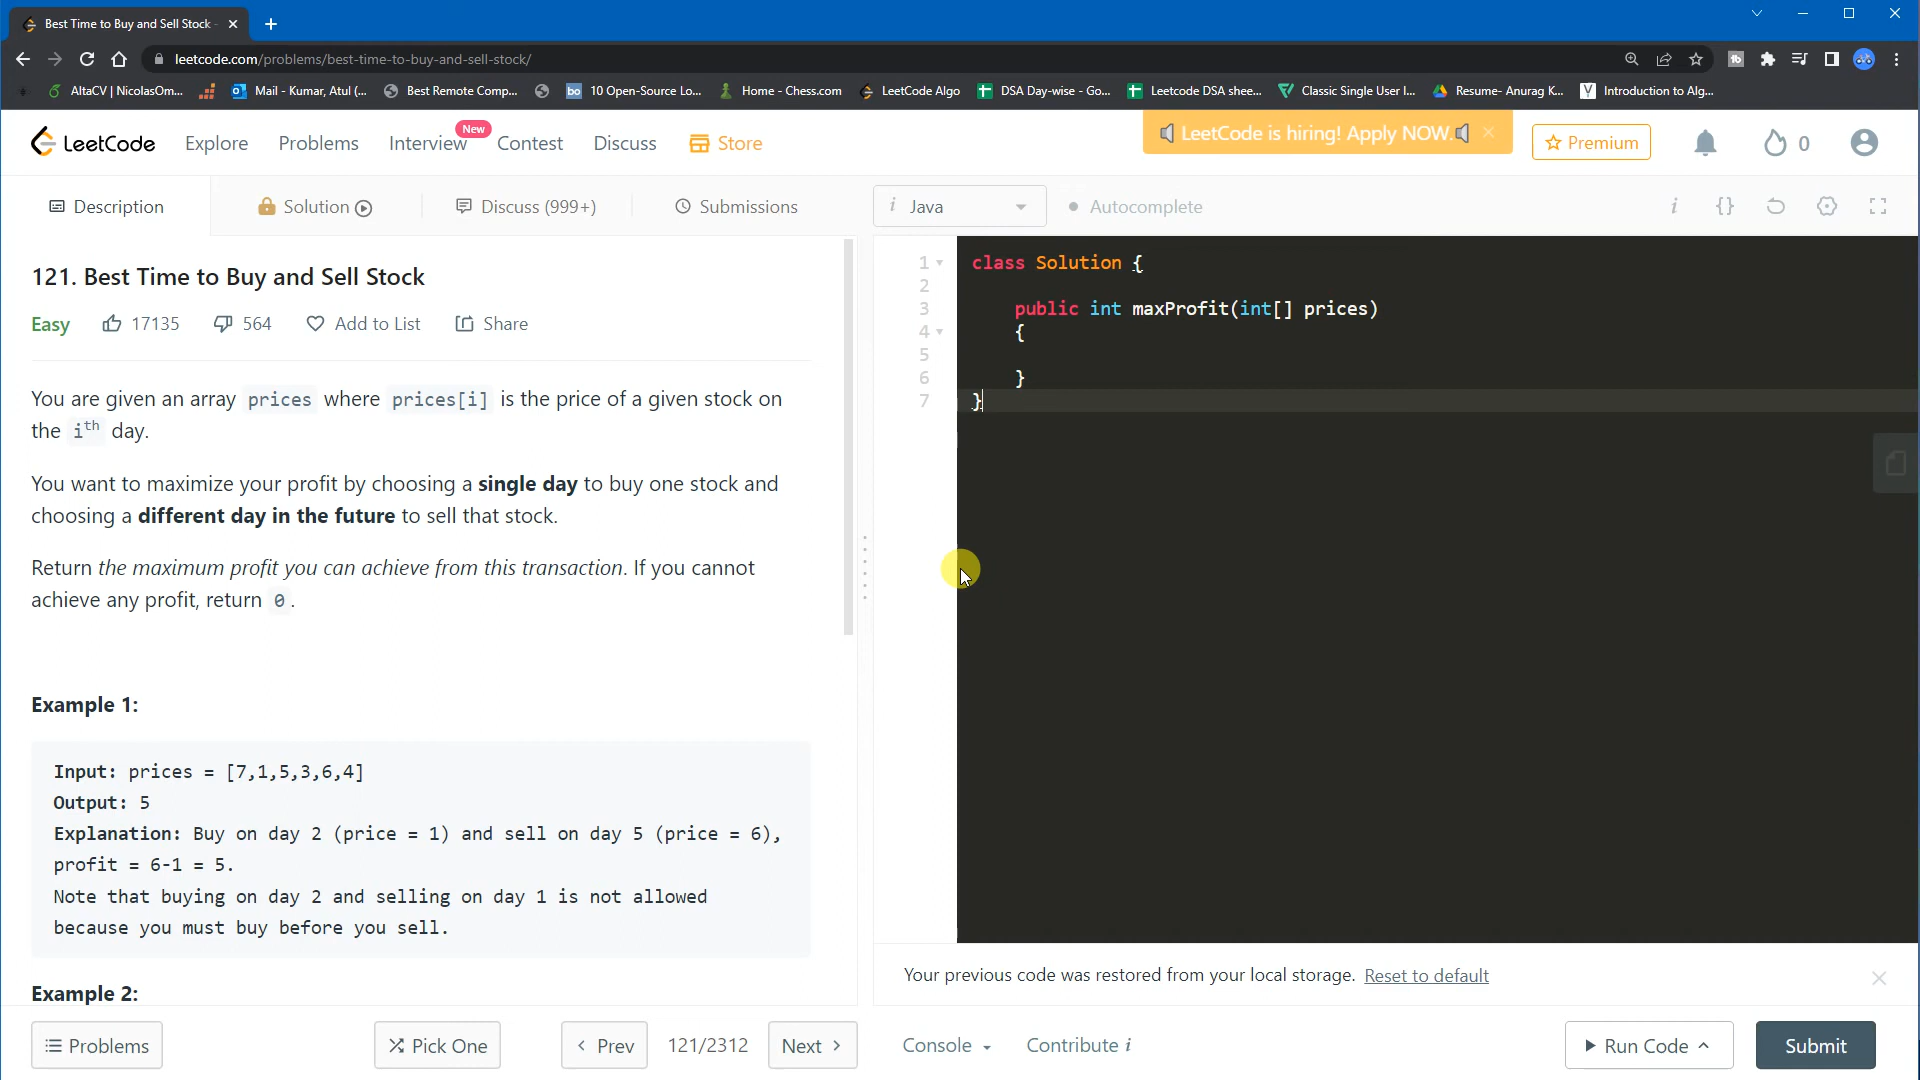 Best Time to Buy and Sell Stock
leetcode.com/problems/best-time-to-buy-and-sell-stock/
AltaCV | NicolasOm...
Mail - Kumar, Atul (...
Best Remote Comp...
bo 10 Open-Source Lo...
Home - Chess.com
LeetCode Algo
DSA Day-wise - Go...
Leetcode DSA shee...
Classic Single User I...
Resume- Anurag K...
Introduction to Alg...
LeetCode
Explore
Problems
Interview
New
Contest
Discuss
Store
LeetCode is hiring! Apply NOW.
Premium
0
Description
Solution
Discuss (999+)
Submissions
i Java
Autocomplete
i {}
121. Best Time to Buy and Sell Stock
Easy 17135 564 Add to List Share
You are given an array prices where prices[i] is the price of a given stock on
the ith day.
You want to maximize your profit by choosing a single day to buy one stock and
choosing a different day in the future to sell that stock.
Return the maximum profit you can achieve from this transaction. If you cannot
achieve any profit, return 0.
Example 1:
Input: prices = [7,1,5,3,6,4]
Output: 5
Explanation: Buy on day 2 (price = 1) and sell on day 5 (price = 6),
profit = 6-1 = 5.
Note that buying on day 2 and selling on day 1 is not allowed
because you must buy before you sell.
Example 2:
1 class Solution {
2
3 public int maxProfit(int[] prices)
4 {
5
6 }
7 }
Your previous code was restored from your local storage. Reset to default
Problems
Pick One
Prev
121/2312
Next
Console
Contribute i
Run Code
Submit